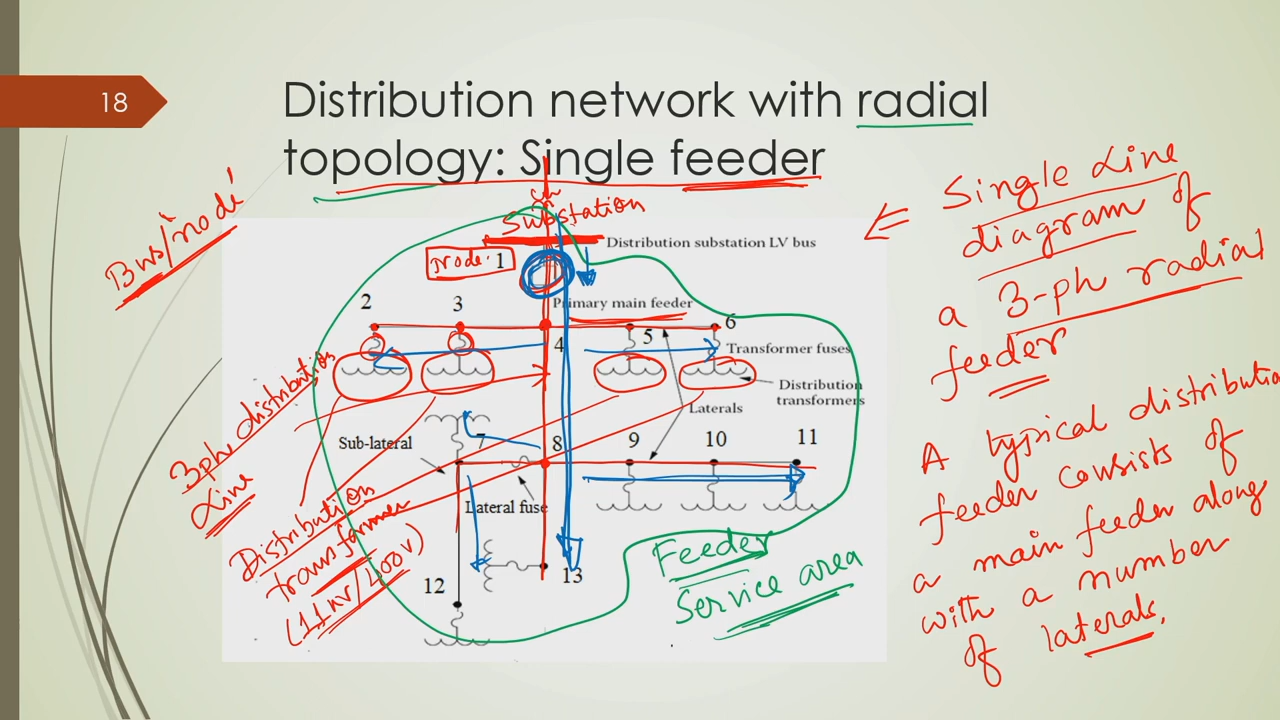 18
Distribution network with radial
topology: Single feeder
Bus/node
Substation
Distribution substation LV bus
Node: 1
Primary main feeder
2
3
4
5
6
Transformer fuses
Distribution
transformers
Laterals
Sub-lateral
7
8
9
10
11
Lateral fuse
12
13
3ph distribution
Line
Distribution
transformer
(11kv/400v)
Feeder
Service area
Single Line
diagram of
a 3-ph radial
feeder
A typical distribution
feeder consists of
a main feeder along
with a number
of laterals.